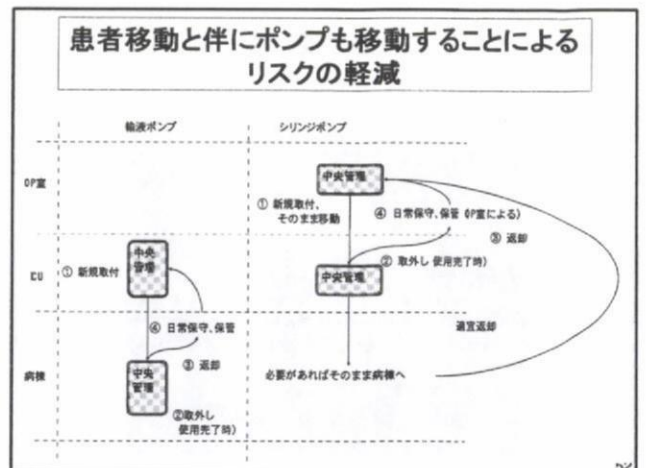 患者移動と伴にポンプも移動することによる
リスクの軽減
輸液ポンプ
シリンジポンプ
OP室
中央管理
① 新規取付、
そのまま移動
④ 日常保守、保管 OP室による)
③ 返却
ICU
① 新規取付
中央
管理
中央管理
② 取外し 使用完了時)
④ 日常保守、保管
適宜返却
③ 返却
病棟
中央
管理
必要があればそのまま病棟へ
②取外し
使用完了時)